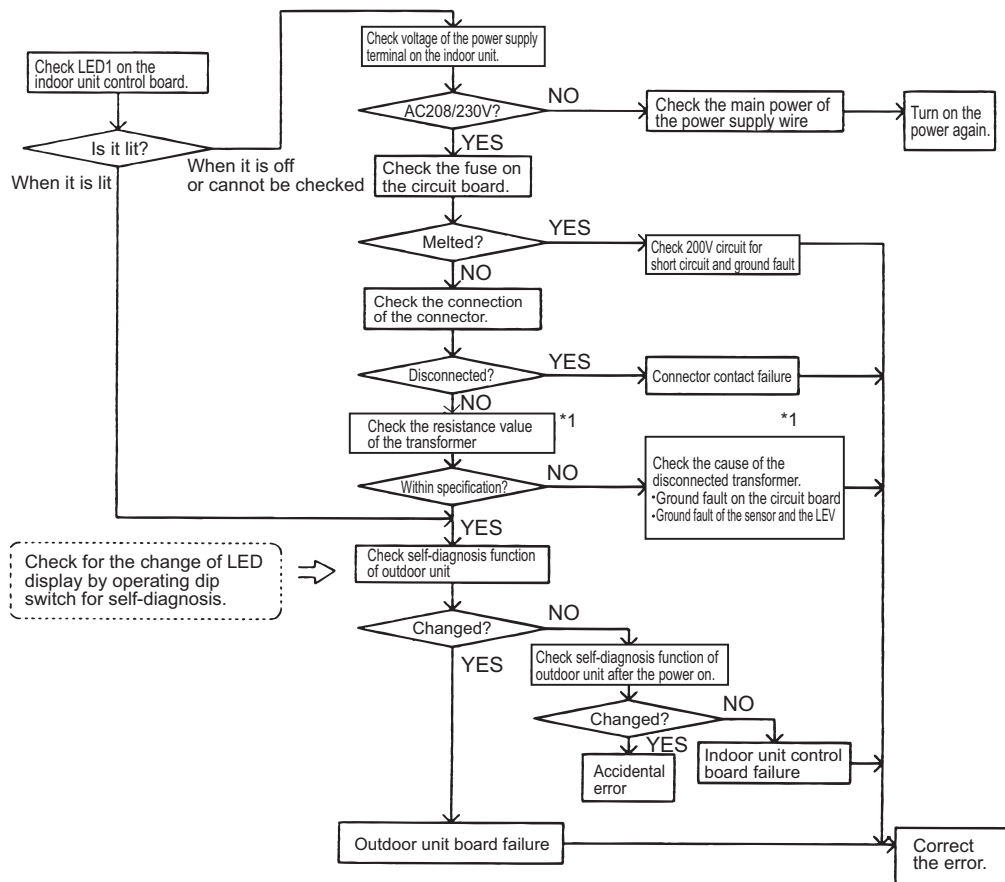 Check LED1 on the
indoor unit control board.
Is it lit?
When it is lit
When it is off
or cannot be checked
Check voltage of the power supply
terminal on the indoor unit.
AC208/230V?
NO
Check the main power of
the power supply wire
Turn on the
power again.
YES
Check the fuse on
the circuit board.
Melted?
YES
Check 200V circuit for
short circuit and ground fault
NO
Check the connection
of the connector.
Disconnected?
YES
Connector contact failure
NO
Check the resistance value
of the transformer
*1
*1
Within specification?
NO
Check the cause of the
disconnected transformer.
•Ground fault on the circuit board
•Ground fault of the sensor and the LEV
YES
Check for the change of LED
display by operating dip
switch for self-diagnosis.
Check self-diagnosis function
of outdoor unit
Changed?
NO
YES
Check self-diagnosis function of
outdoor unit after the power on.
Changed?
NO
YES
Accidental
error
Indoor unit control
board failure
Outdoor unit board failure
Correct
the error.